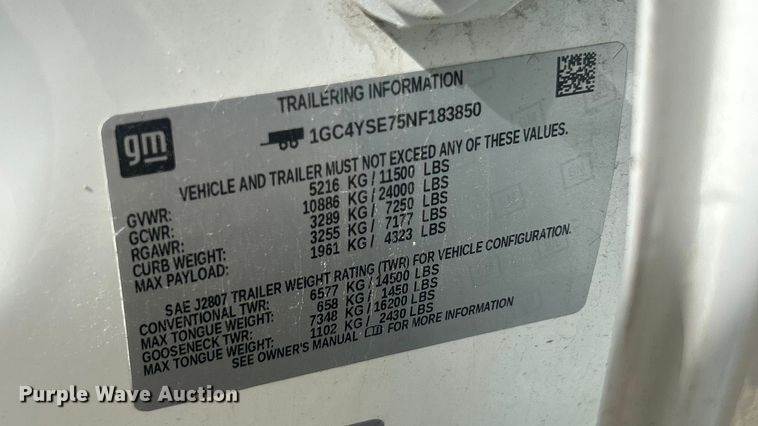 TRAILERING INFORMATION
gm
1GC4YSE75NF183850
VEHICLE AND TRAILER MUST NOT EXCEED ANY OF THESE VALUES.
GVWR: 5216 KG / 11500 LBS
GCWR: 10886 KG / 24000 LBS
RGAWR: 3289 KG / 7250 LBS
CURB WEIGHT: 3255 KG / 7177 LBS
MAX PAYLOAD: 1961 KG / 4323 LBS
SAE J2807 TRAILER WEIGHT RATING (TWR) FOR VEHICLE CONFIGURATION.
CONVENTIONAL TWR: 6577 KG / 14500 LBS
MAX TONGUE WEIGHT: 658 KG / 1450 LBS
GOOSENECK TWR: 7348 KG / 16200 LBS
MAX TONGUE WEIGHT: 1102 KG / 2430 LBS
SEE OWNER'S MANUAL FOR MORE INFORMATION
Purple Wave Auction